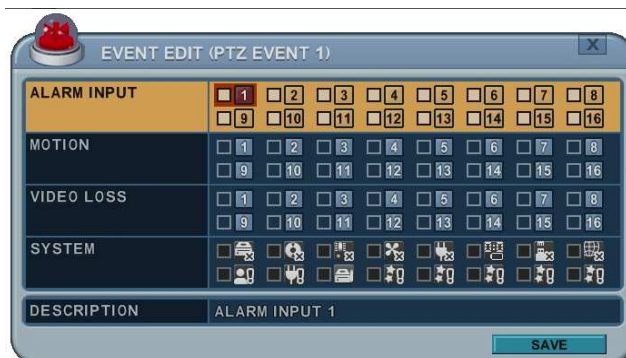 EVENT EDIT (PTZ EVENT 1)
X
ALARM INPUT
1 2 3 4 5 6 7 8
9 10 11 12 13 14 15 16
MOTION
1 2 3 4 5 6 7 8
9 10 11 12 13 14 15 16
VIDEO LOSS
1 2 3 4 5 6 7 8
9 10 11 12 13 14 15 16
SYSTEM
DESCRIPTION
ALARM INPUT 1
SAVE